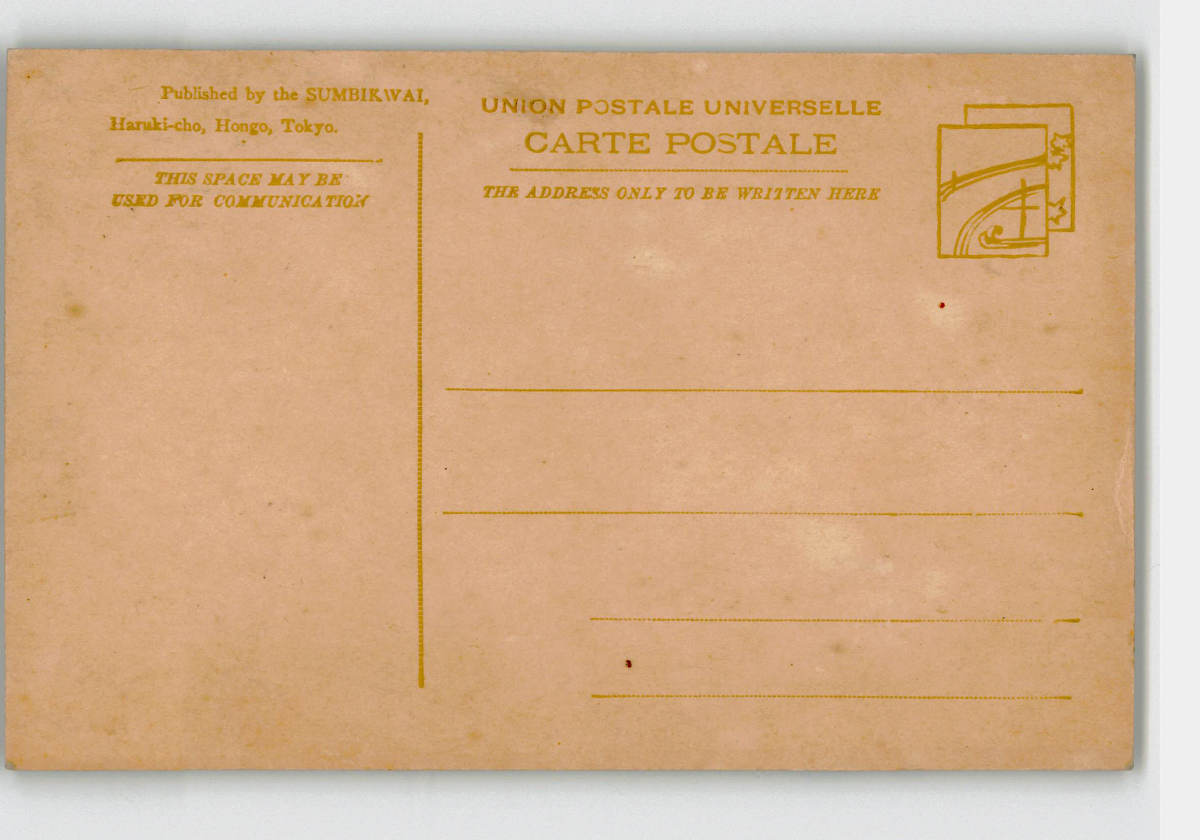 Published by the SUMBIKWAI,
Haruki-cho, Hongo, Tokyo.
THIS SPACE MAY BE
USED FOR COMMUNICATION
UNION POSTALE UNIVERSELLE
CARTE POSTALE
THE ADDRESS ONLY TO BE WRITTEN HERE